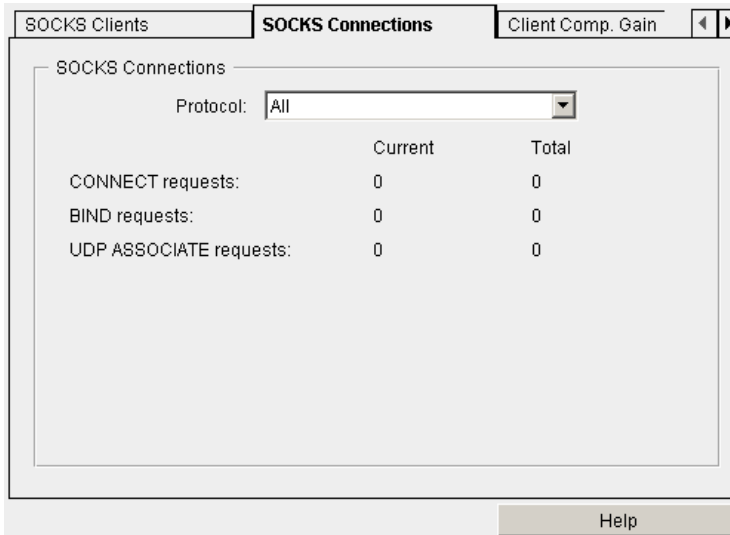 SOCKS Clients SOCKS Connections Client Comp. Gain
SOCKS Connections
Protocol: All
Current Total
CONNECT requests: 0 0
BIND requests: 0 0
UDP ASSOCIATE requests: 0 0
Help